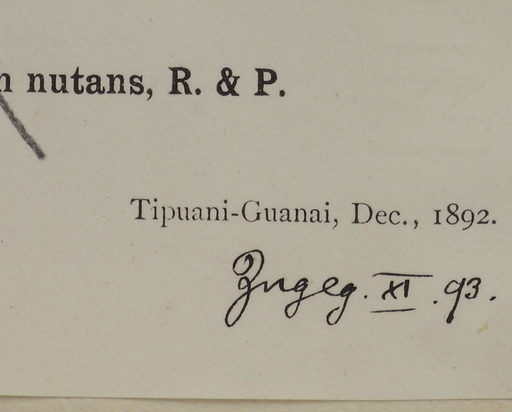 n nutans, R. & P.
Tipuani-Guanai, Dec., 1892.
Zugeg. XI. 93.